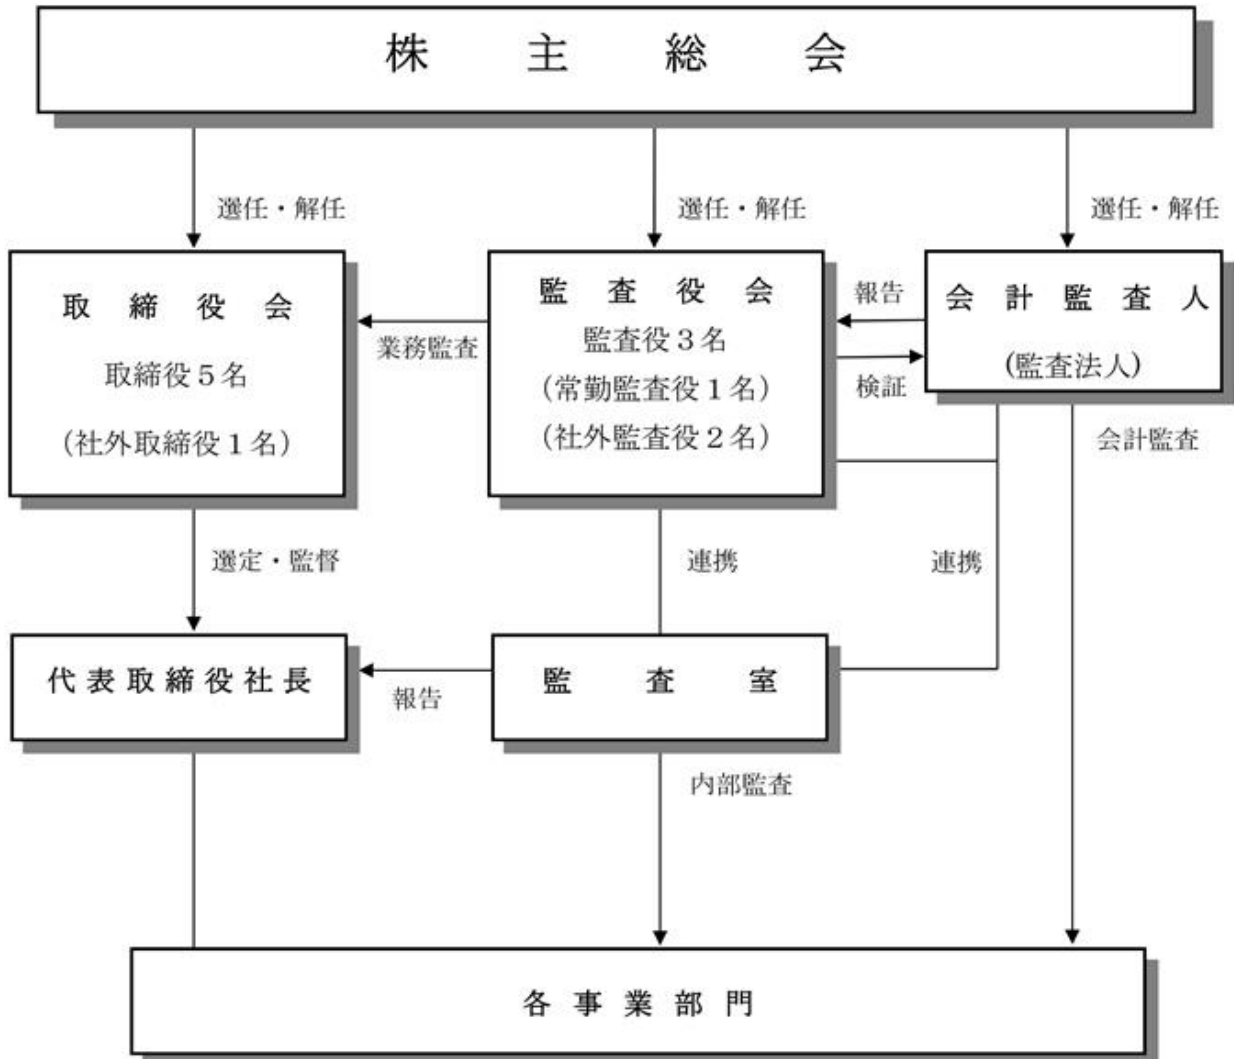 株主総会
選任・解任
選任・解任
選任・解任
取締役会
取締役５名
（社外取締役１名）
業務監査
監査役会
監査役３名
（常勤監査役１名）
（社外監査役２名）
報告
検証
会計監査人
(監査法人)
会計監査
選定・監督
連携
連携
代表取締役社長
報告
監査室
内部監査
各事業部門